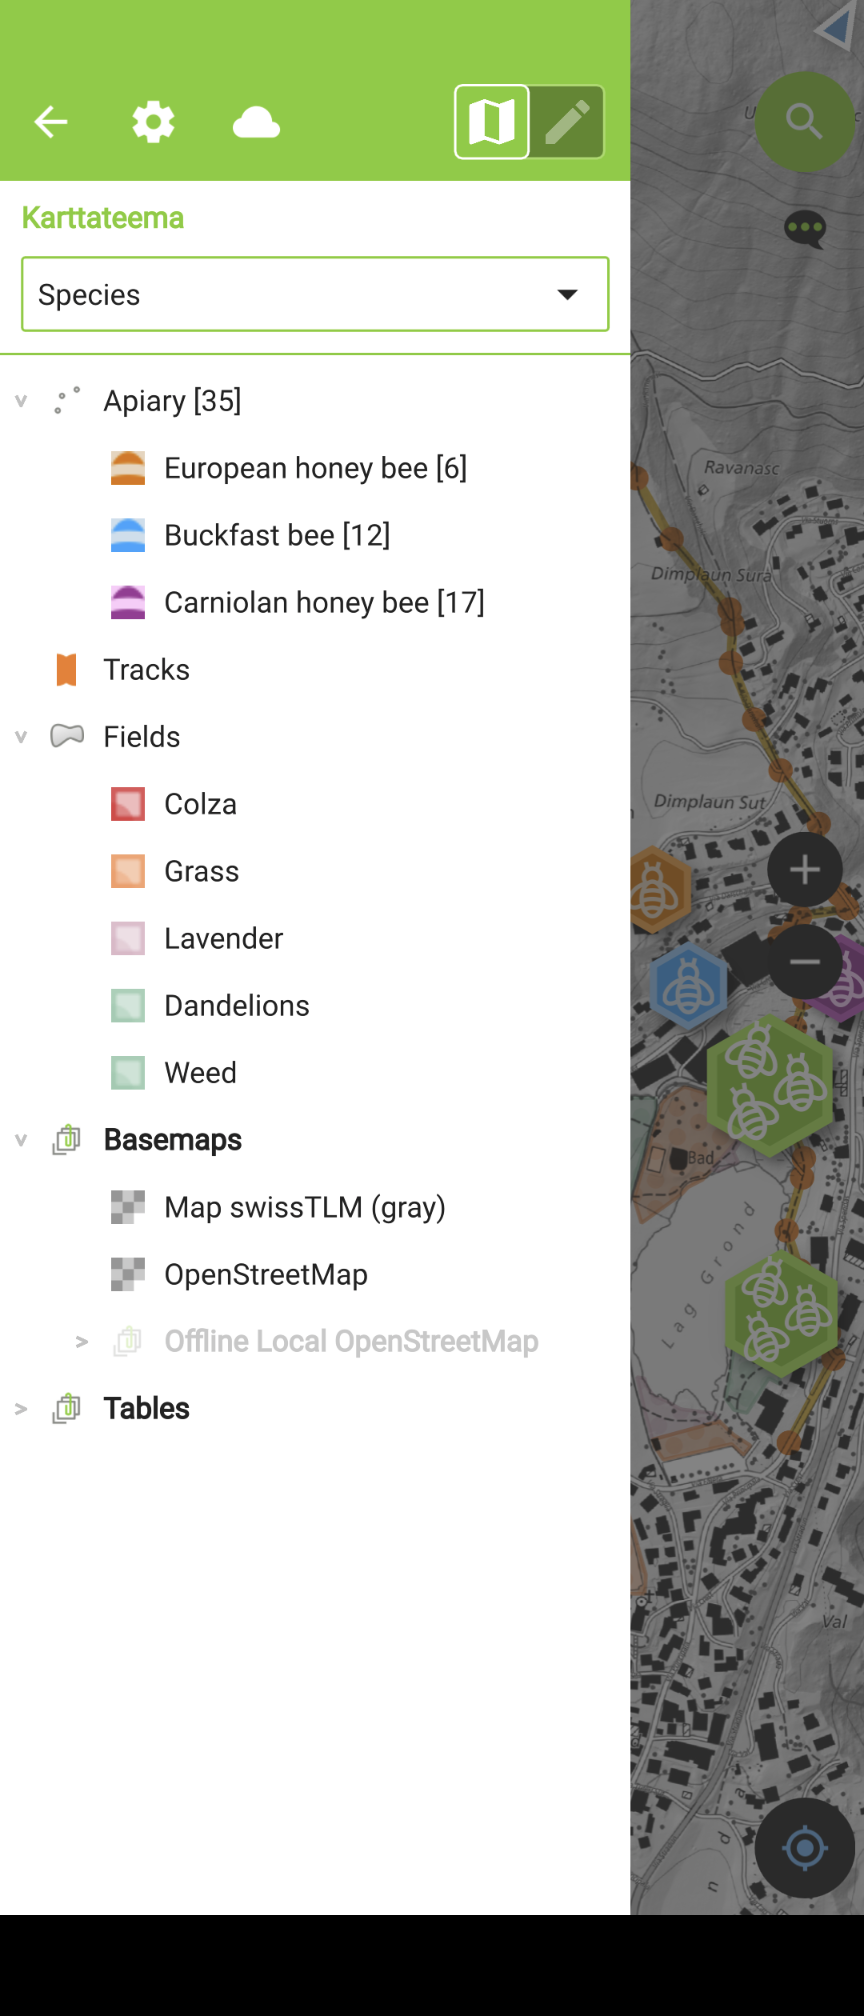 Karttateema
Species
Apiary [35]
European honey bee [6]
Buckfast bee [12]
Carniolan honey bee [17]
Tracks
Fields
Colza
Grass
Lavender
Dandelions
Weed
Basemaps
Map swissTLM (gray)
OpenStreetMap
Offline Local OpenStreetMap
Tables
Ravanasc
Dimplaun Sura
Dimplaun Sut
Bad
Lag Grond
Val